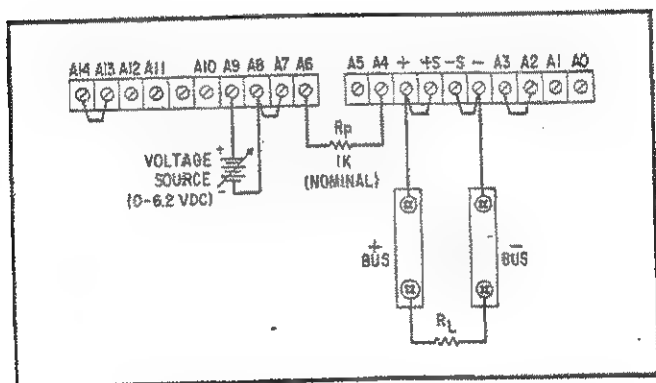 A14 A13 A12 A11 A10 A9 A8 A7 A6 A5 A4 + +S -S - A3 A2 A1 A0
Rp
1K
(NOMINAL)
+
VOLTAGE
SOURCE
-
(0-6.2 VDC)
+
BUS
-
BUS
RL